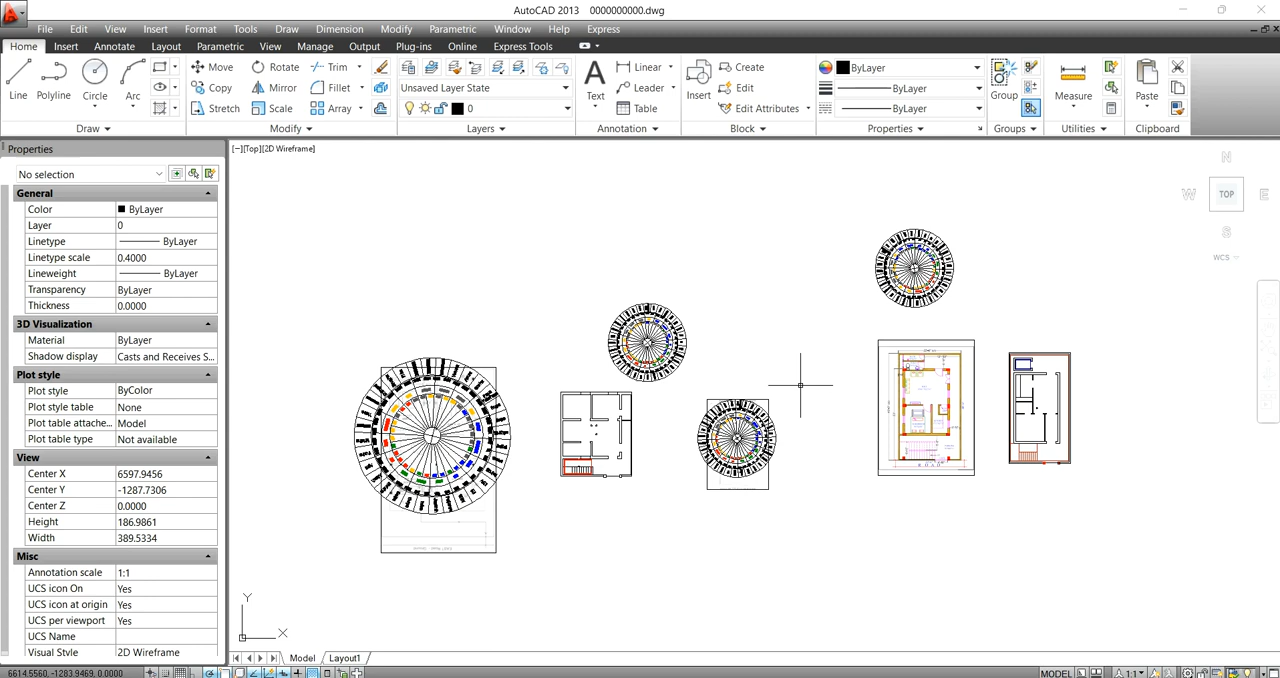 AutoCAD 2013 0000000000.dwg
File Edit View Insert Format Tools Draw Dimension Modify Parametric Window Help Express
Home Insert Annotate Layout Parametric View Manage Output Plug-ins Online Express Tools
Line Polyline Circle Arc
Move Rotate Trim
Copy Mirror Fillet
Stretch Scale Array
Unsaved Layer State
0
Text
Linear
Leader
Table
Insert
Create
Edit
Edit Attributes
ByLayer
ByLayer
ByLayer
Group
Measure
Paste
Draw Modify Layers Annotation Block Properties Groups Utilities Clipboard
Properties
[−][Top][2D Wireframe]
No selection
General
Color ByLayer
Layer 0
Linetype ByLayer
Linetype scale 0.4000
Lineweight ByLayer
Transparency ByLayer
Thickness 0.0000
3D Visualization
Material ByLayer
Shadow display Casts and Receives S...
Plot style
Plot style ByColor
Plot style table None
Plot table attache... Model
Plot table type Not available
View
Center X 6597.9456
Center Y -1287.7306
Center Z 0.0000
Height 186.9861
Width 389.5334
Misc
Annotation scale 1:1
UCS icon On Yes
UCS icon at origin Yes
UCS per viewport Yes
UCS Name
Visual Style 2D Wireframe
N
W TOP E
S
WCS
Y
X
Model Layout1
6614.5560, -1283.9469, 0.0000
MODEL
1:1